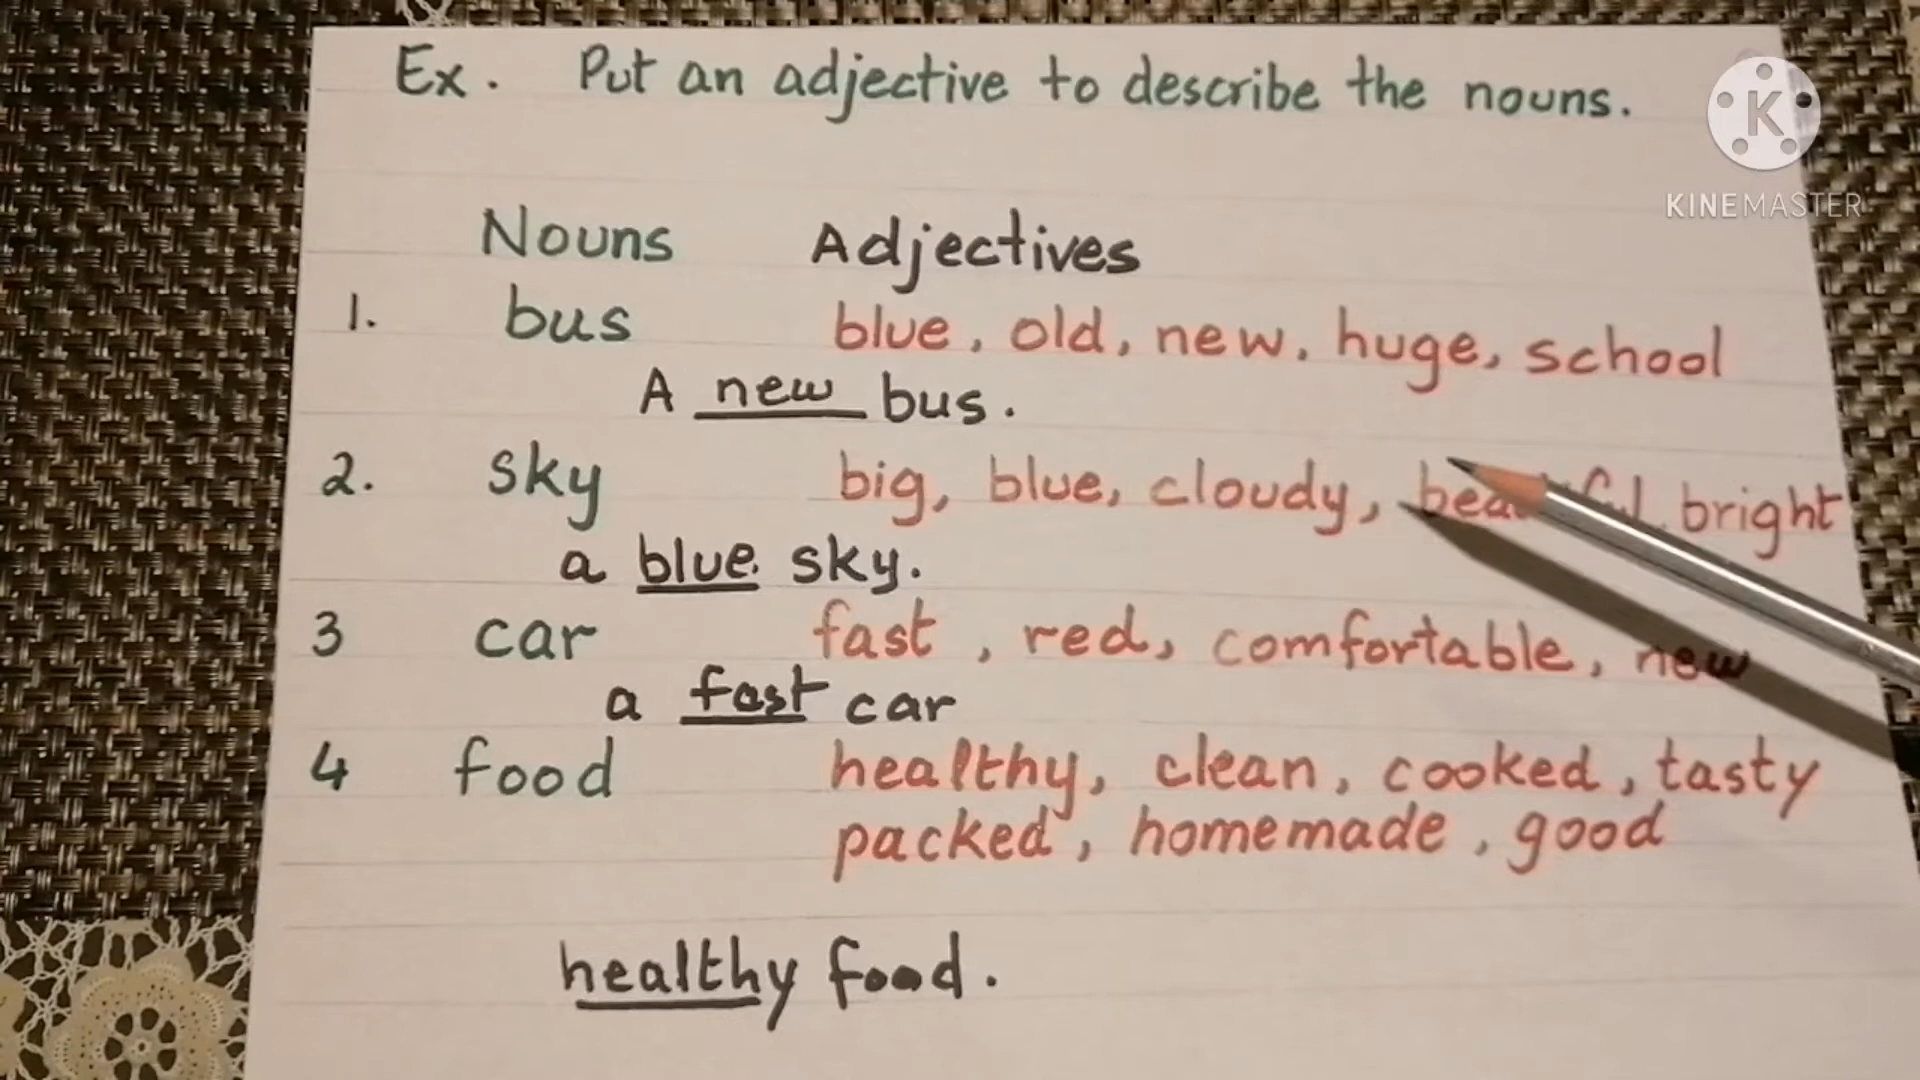 Ex. Put an adjective to describe the nouns.
K
KINEMASTER
Nouns Adjectives
1. bus blue, old, new, huge, school
A new bus.
2. sky big, blue, cloudy, bright
a blue sky.
3 car fast, red, comfortable, new
a fast car
4 food healthy, clean, cooked, tasty
packed, homemade, good
healthy food.